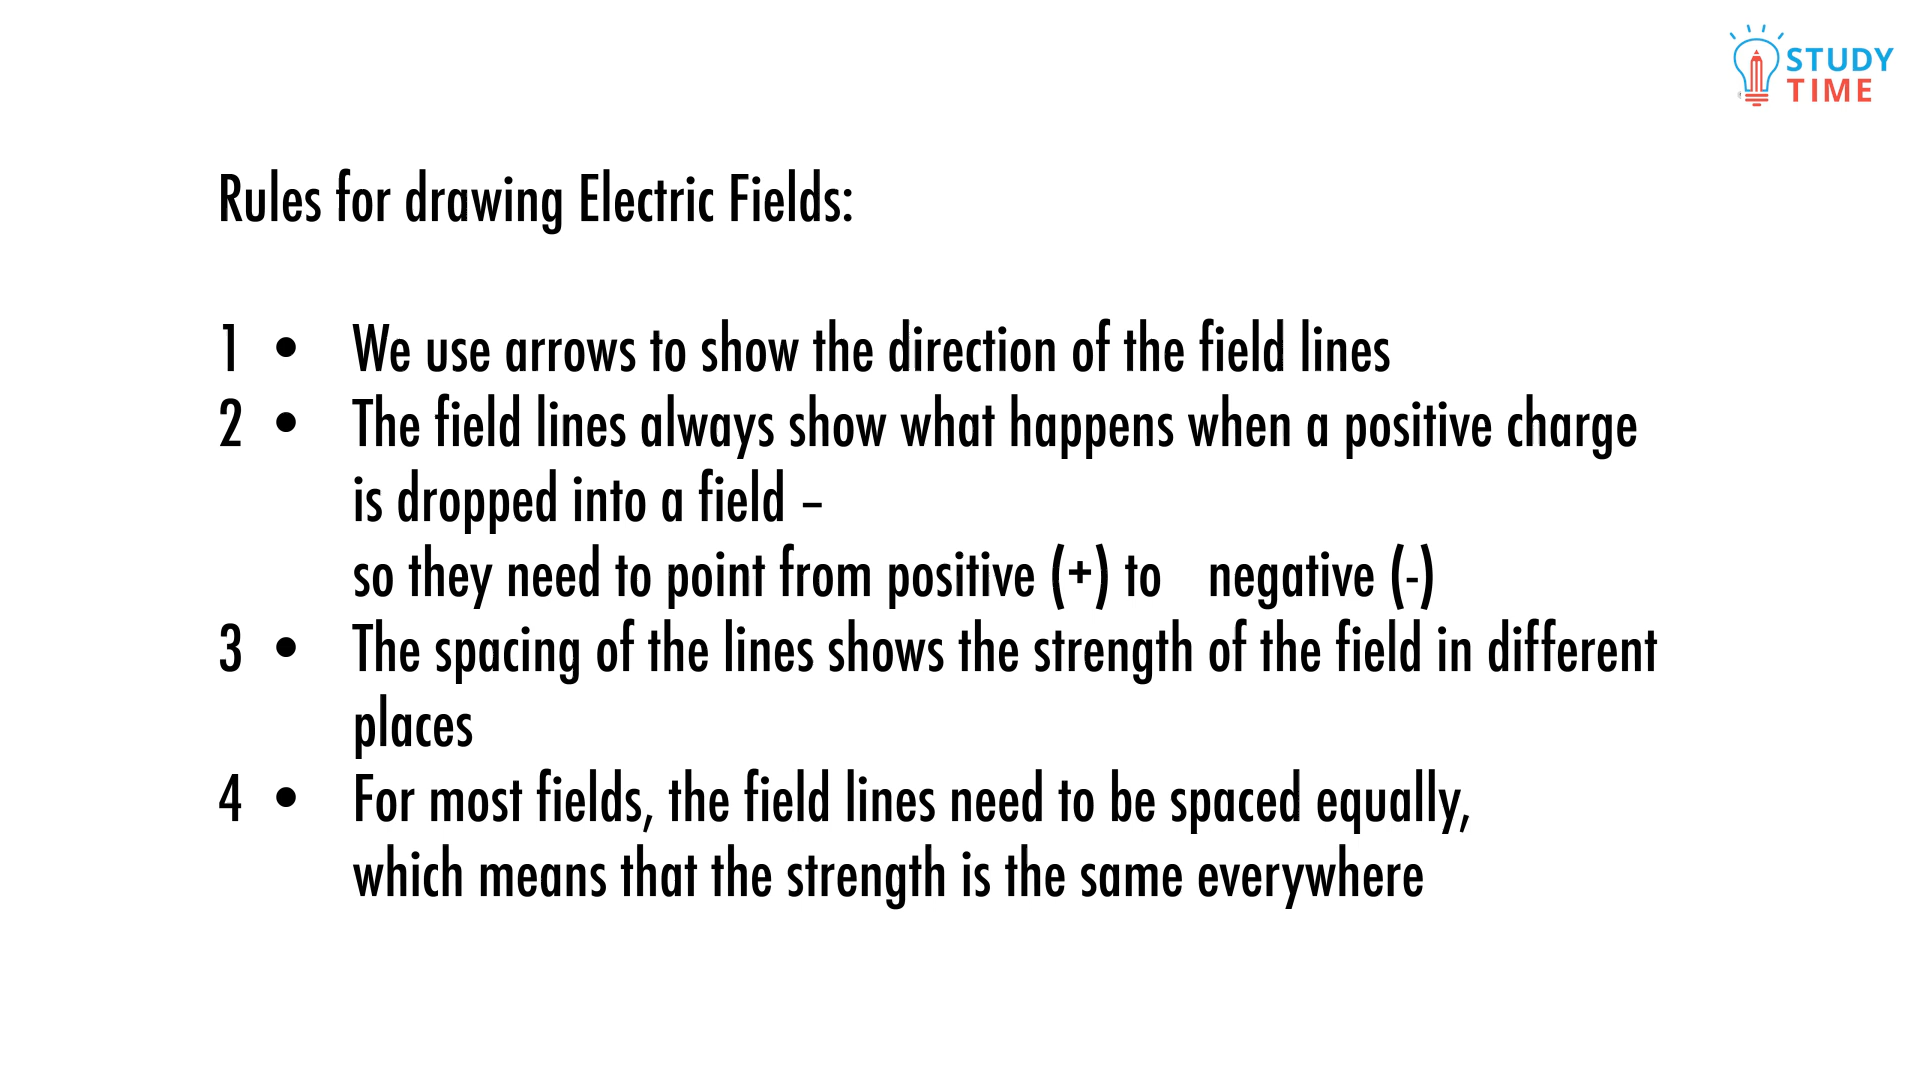 STUDY
TIME
Rules for drawing Electric Fields:
1 • We use arrows to show the direction of the field lines
2 • The field lines always show what happens when a positive charge
is dropped into a field –
so they need to point from positive (+) to negative (-)
3 • The spacing of the lines shows the strength of the field in different
places
4 • For most fields, the field lines need to be spaced equally,
which means that the strength is the same everywhere